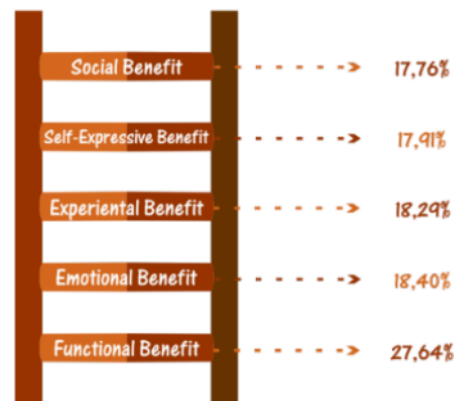 Social Benefit 17,76%
Self-Expressive Benefit 17,91%
Experiental Benefit 18,29%
Emotional Benefit 18,40%
Functional Benefit 27,64%